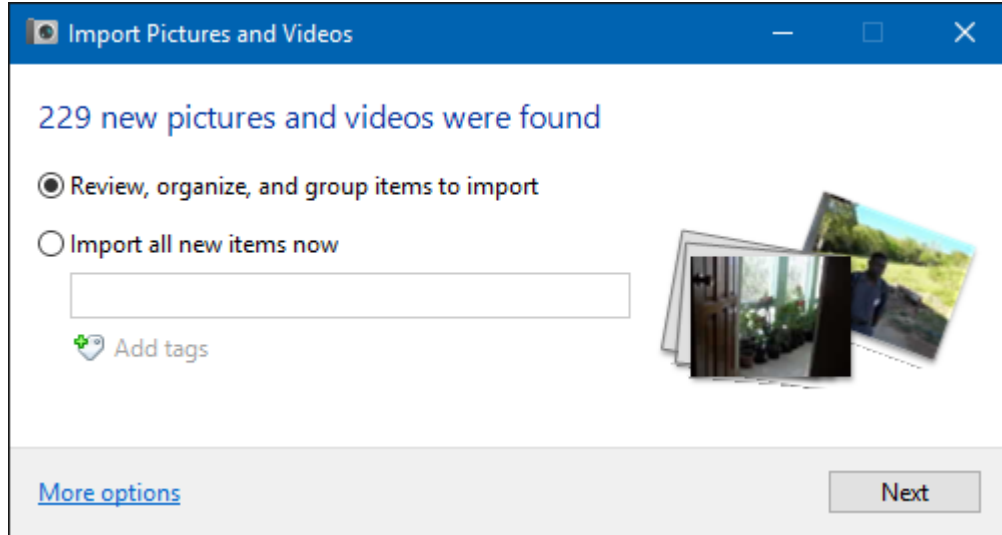 Import Pictures and Videos
229 new pictures and videos were found
Review, organize, and group items to import
Import all new items now
Add tags
More options
Next